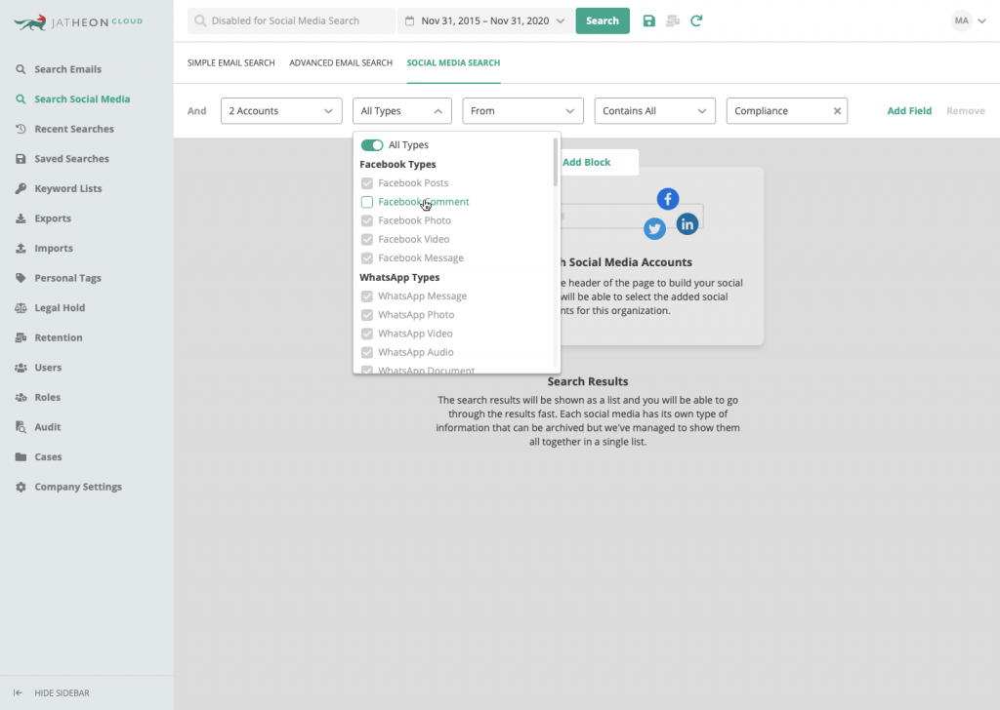 JATHEON CLOUD
Disabled for Social Media Search
Nov 31, 2015 – Nov 31, 2020
Search
MA
SIMPLE EMAIL SEARCH
ADVANCED EMAIL SEARCH
SOCIAL MEDIA SEARCH
Search Emails
Search Social Media
Recent Searches
Saved Searches
Keyword Lists
Exports
Imports
Personal Tags
Legal Hold
Retention
Users
Roles
Audit
Cases
Company Settings
HIDE SIDEBAR
And
2 Accounts
All Types
From
Contains All
Compliance
Add Field
Remove
All Types
Facebook Types
Facebook Posts
Facebook Comment
Facebook Photo
Facebook Video
Facebook Message
WhatsApp Types
WhatsApp Message
WhatsApp Photo
WhatsApp Video
WhatsApp Audio
WhatsApp Document
Add Block
Social Media Accounts
header of the page to build your social
will be able to select the added social
for this organization.
Search Results
The search results will be shown as a list and you will be able to go
through the results fast. Each social media has its own type of
information that can be archived but we've managed to show them
all together in a single list.